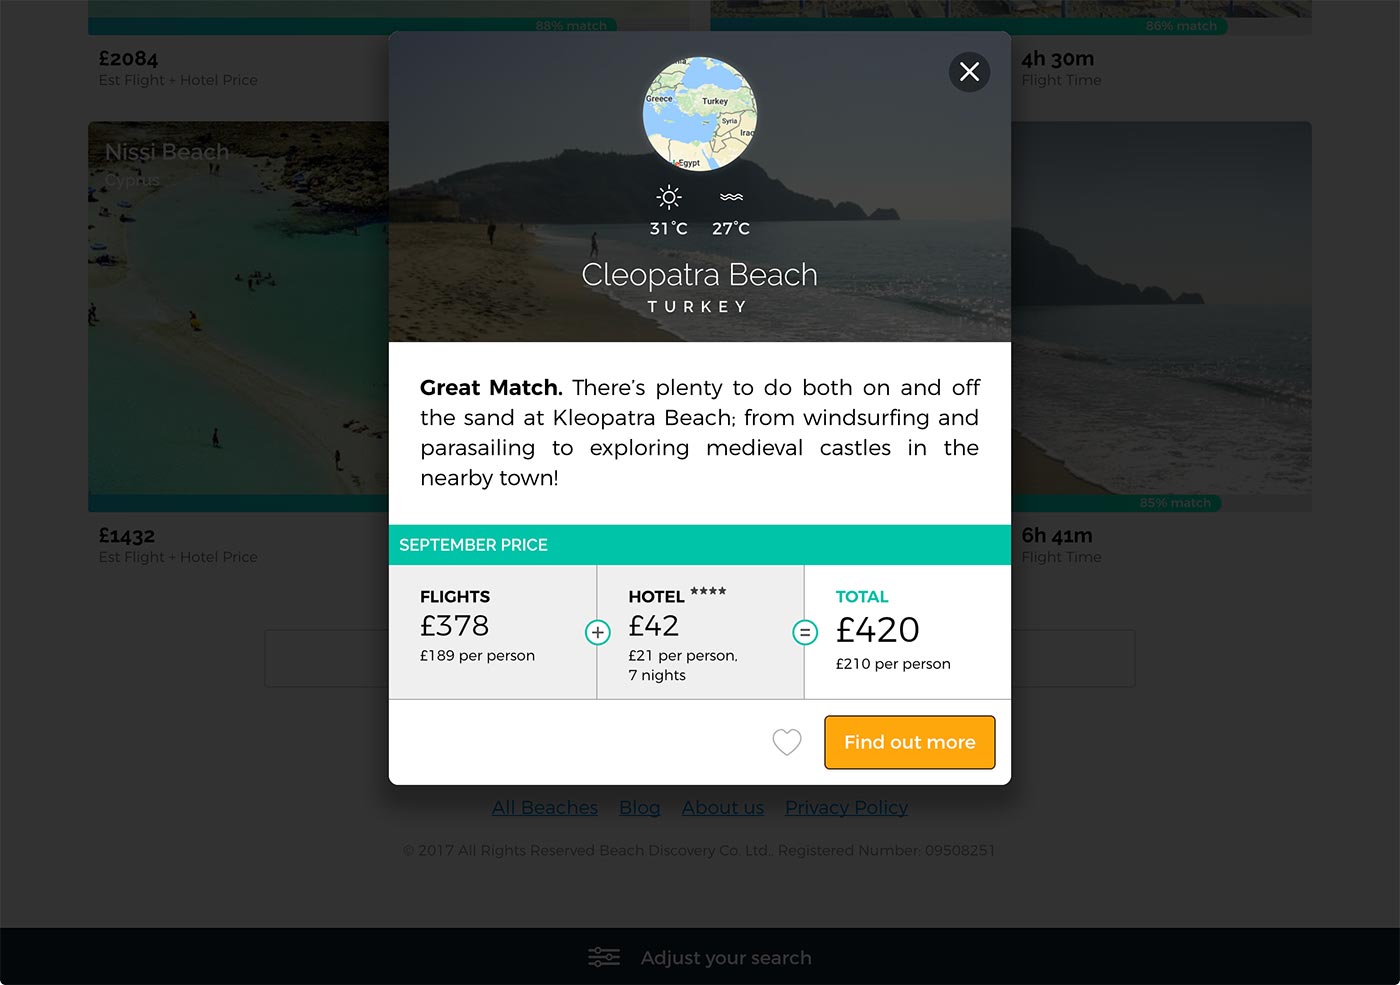 88% match
86% match
£2084
Est Flight + Hotel Price
4h 30m
Flight Time
Nissi Beach
Cyprus
85% match
£1432
Est Flight + Hotel Price
6h 41m
Flight Time
Greece
Turkey
Syria
Iraq
Egypt
31°C 27°C
Cleopatra Beach
TURKEY
Great Match. There’s plenty to do both on and off
the sand at Kleopatra Beach; from windsurfing and
parasailing to exploring medieval castles in the
nearby town!
SEPTEMBER PRICE
FLIGHTS
£378
£189 per person
+
HOTEL ****
£42
£21 per person,
7 nights
=
TOTAL
£420
£210 per person
Find out more
All Beaches Blog About us Privacy Policy
© 2017 All Rights Reserved Beach Discovery Co. Ltd., Registered Number: 09508251
Adjust your search